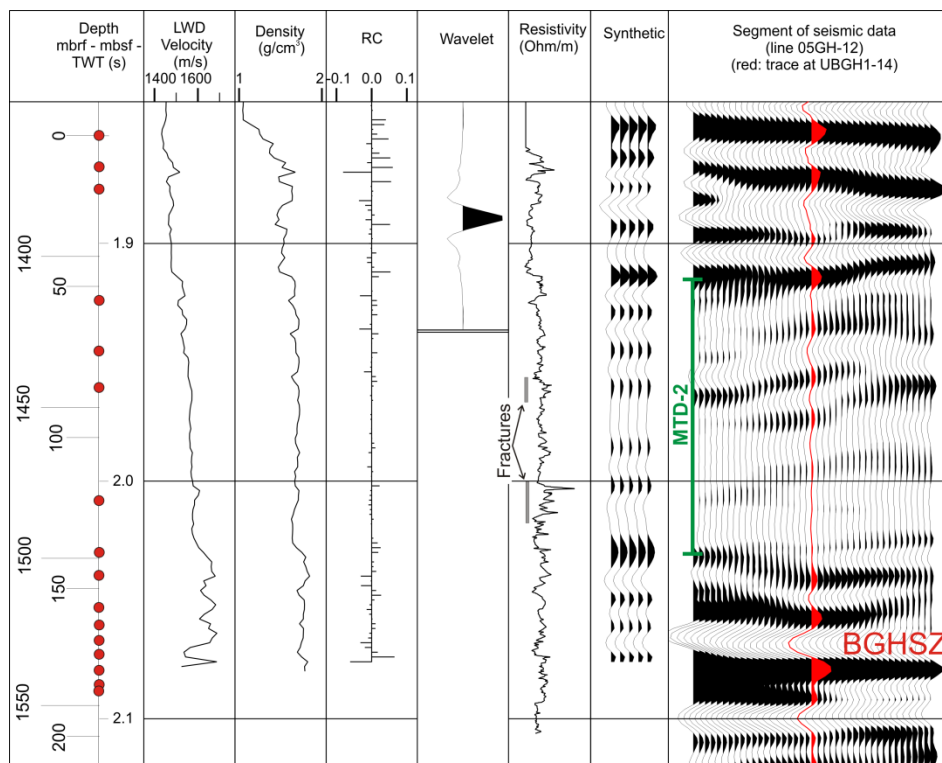 Depth
mbrf - mbsf -
TWT (s)
LWD
Velocity
(m/s)
1400 1600
Density
(g/cm³)
1 2
RC
-0.1 0.0 0.1
Wavelet
Resistivity
(Ohm/m)
Synthetic
Segment of seismic data
(line 05GH-12)
(red: trace at UBGH1-14)
0
1.9
1400
50
1450
100
2.0
1500
150
1550
200
2.1
Fractures
MTD-2
BGHSZ